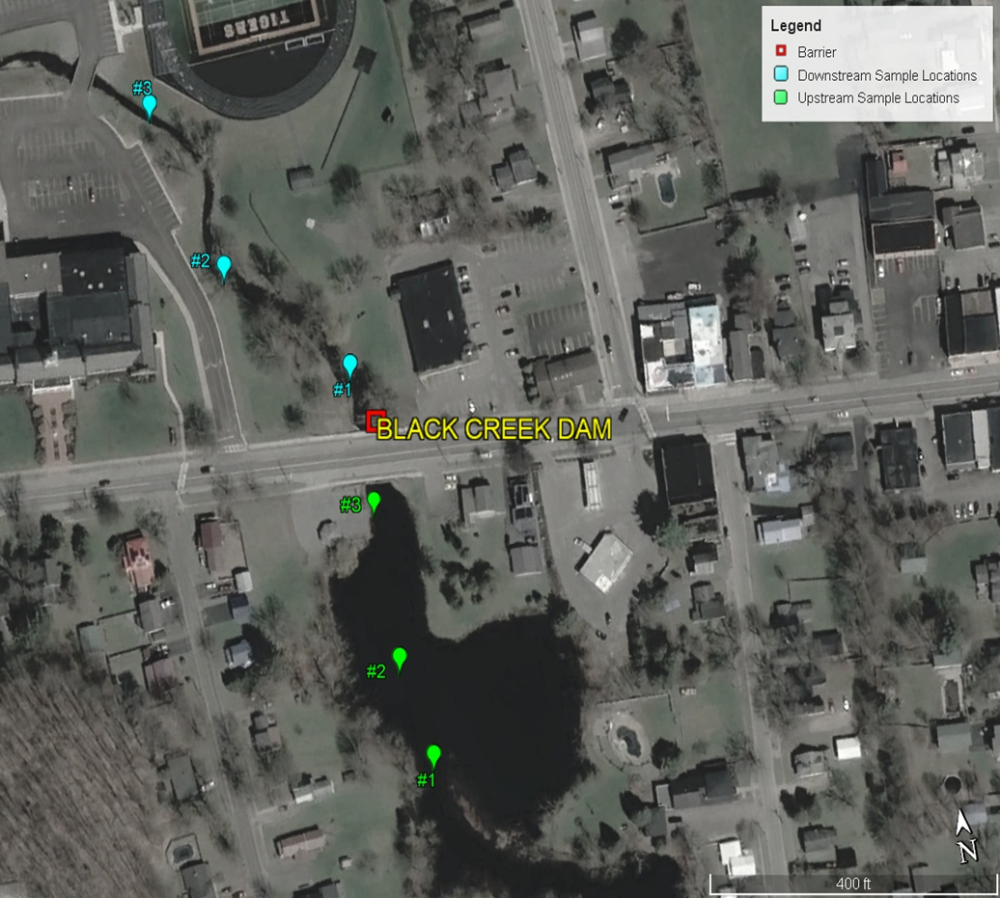 TIGERS
Legend
Barrier
Downstream Sample Locations
Upstream Sample Locations
#3
#2
#1
BLACK CREEK DAM
#3
#2
#1
N
400 ft